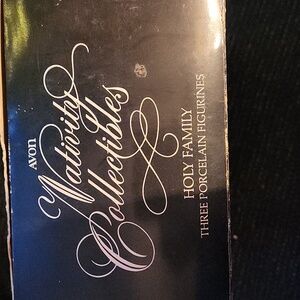 AVON
Nativity
Collectibles
HOLY FAMILY
THREE PORCELAIN FIGURINES